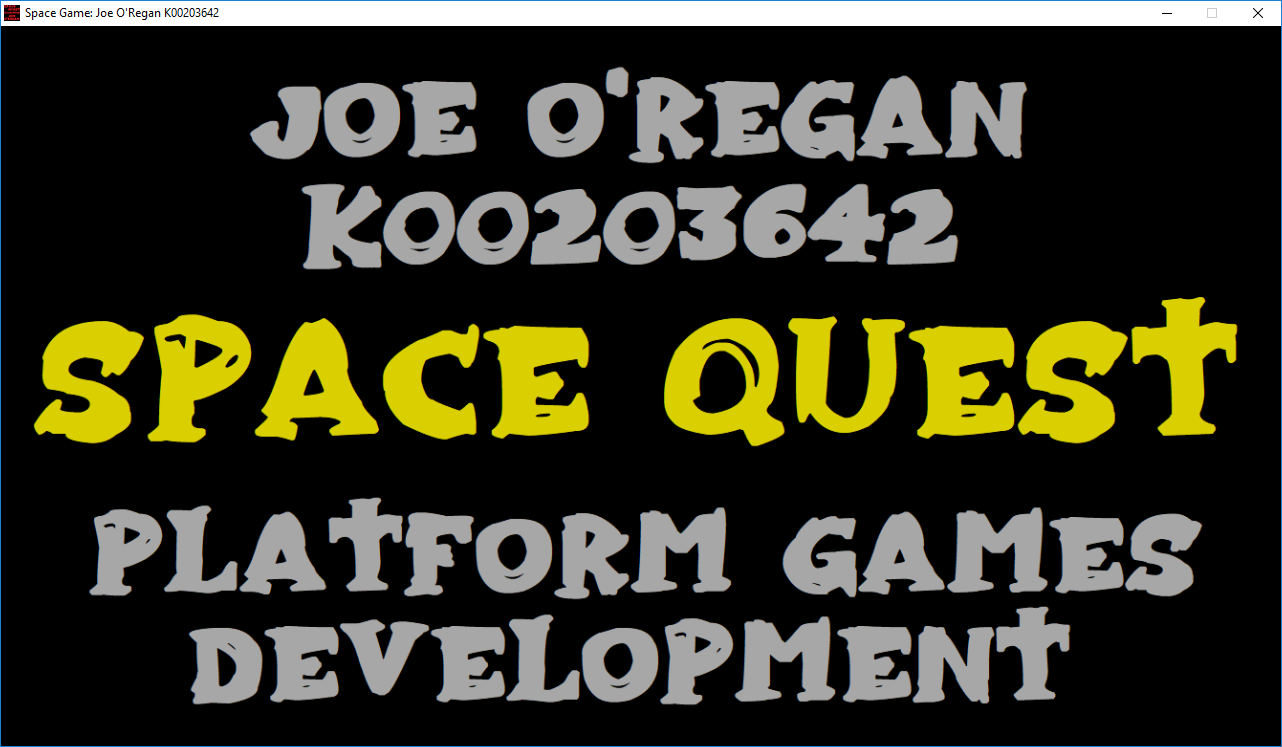 Space Game: Joe O'Regan K00203642
JOE O'REGAN
K00203642
SPACE QUEST
PLATFORM GAMES
DEVELOPMENT